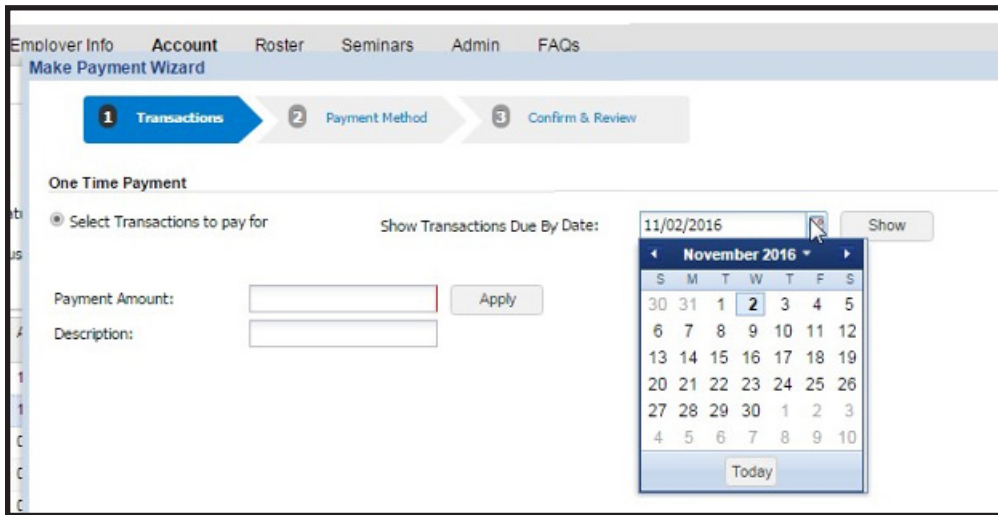 Employer Info Account Roster Seminars Admin FAQs
Make Payment Wizard
1 Transactions 2 Payment Method 3 Confirm & Review
One Time Payment
Select Transactions to pay for Show Transactions Due By Date: 11/02/2016 Show
November 2016
S M T W T F S
30 31 1 2 3 4 5
Payment Amount: Apply
6 7 8 9 10 11 12
Description:
13 14 15 16 17 18 19
20 21 22 23 24 25 26
27 28 29 30 1 2 3
4 5 6 7 8 9 10
Today